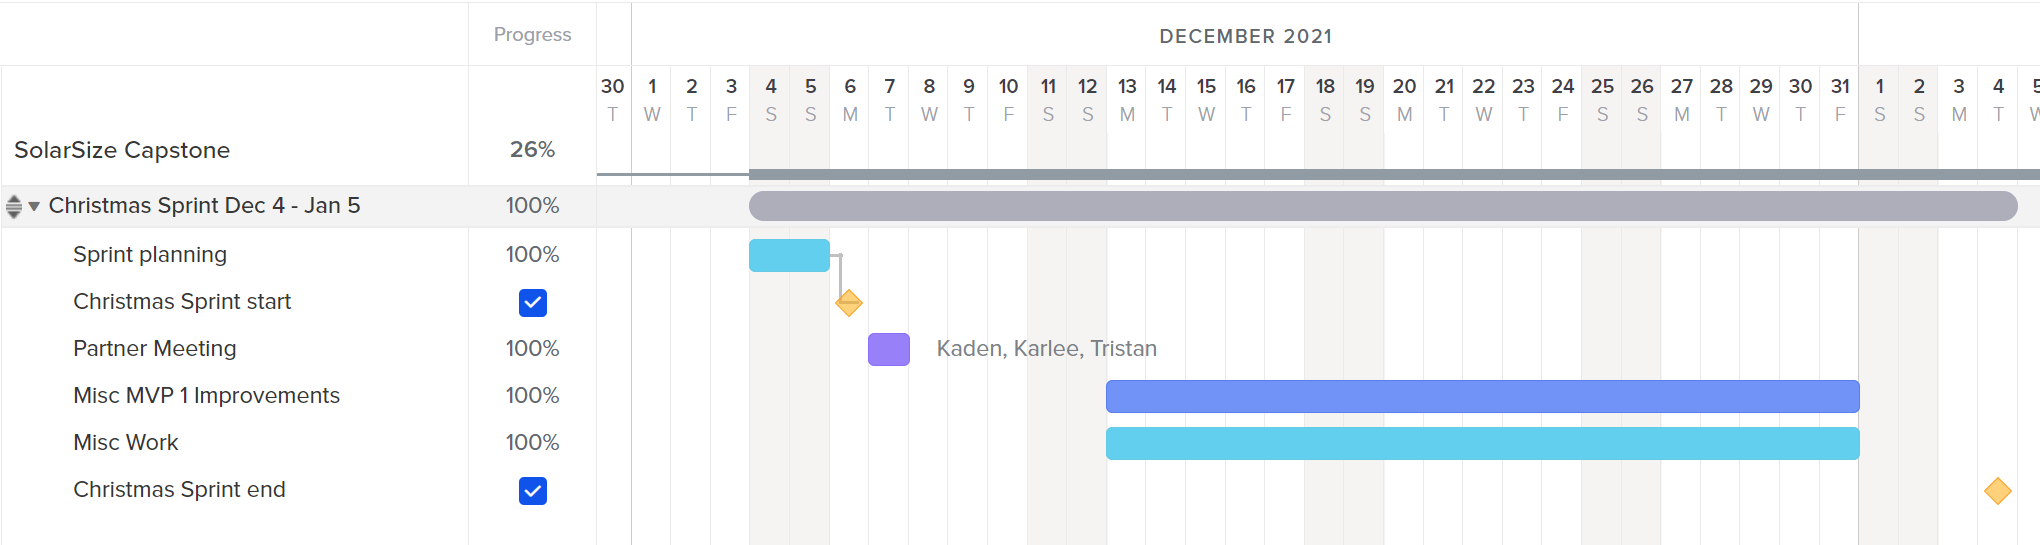 Progress
DECEMBER 2021
30 1 2 3 4 5 6 7 8 9 10 11 12 13 14 15 16 17 18 19 20 21 22 23 24 25 26 27 28 29 30 31 1 2 3 4 5
T W T F S S M T W T F S S M T W T F S S M T W T F S S M T W T F S S M T W
SolarSize Capstone 26%
Christmas Sprint Dec 4 - Jan 5 100%
Sprint planning 100%
Christmas Sprint start
Partner Meeting 100% Kaden, Karlee, Tristan
Misc MVP 1 Improvements 100%
Misc Work 100%
Christmas Sprint end